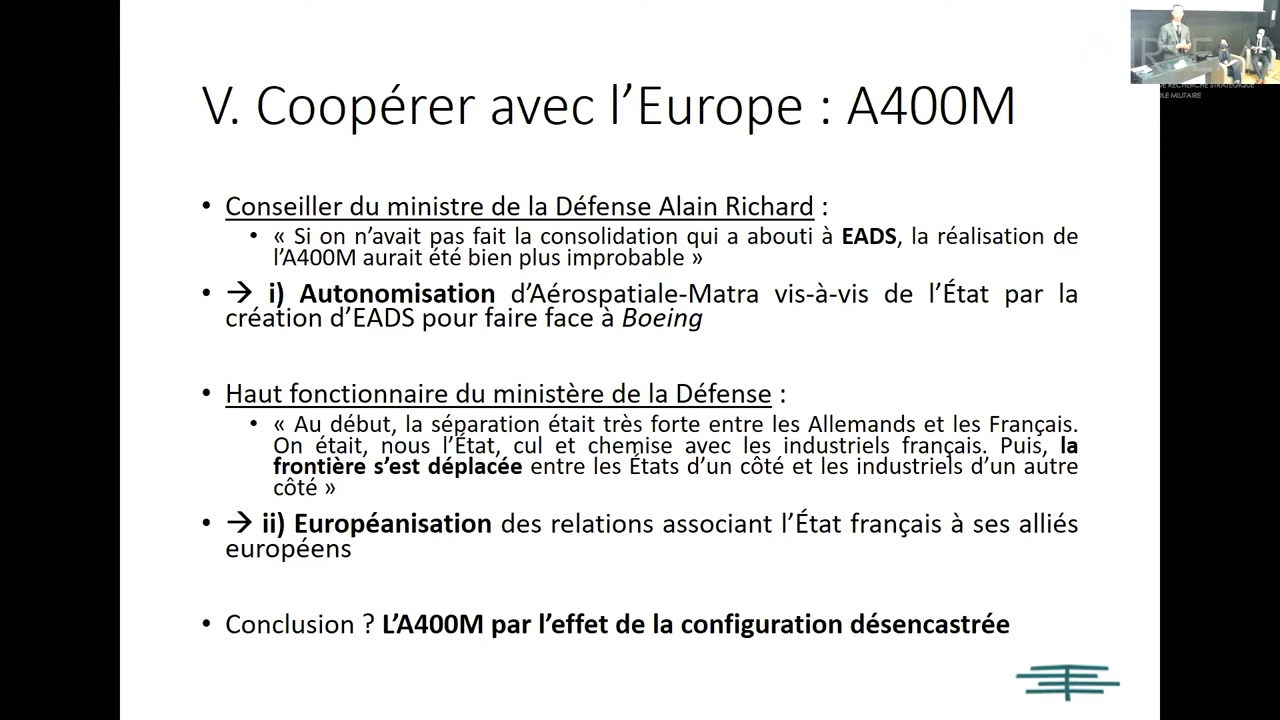 V. Coopérer avec l’Europe : A400M
• Conseiller du ministre de la Défense Alain Richard :
• « Si on n’avait pas fait la consolidation qui a abouti à EADS, la réalisation de
l’A400M aurait été bien plus improbable »
• → i) Autonomisation d’Aérospatiale-Matra vis-à-vis de l’État par la
création d’EADS pour faire face à Boeing
• Haut fonctionnaire du ministère de la Défense :
• « Au début, la séparation était très forte entre les Allemands et les Français.
On était, nous l’État, cul et chemise avec les industriels français. Puis, la
frontière s’est déplacée entre les États d’un côté et les industriels d’un autre
côté »
• → ii) Européanisation des relations associant l’État français à ses alliés
européens
• Conclusion ? L’A400M par l’effet de la configuration désencastrée
DE RECHERCHE STRATÉGIQUE
MILITAIRE